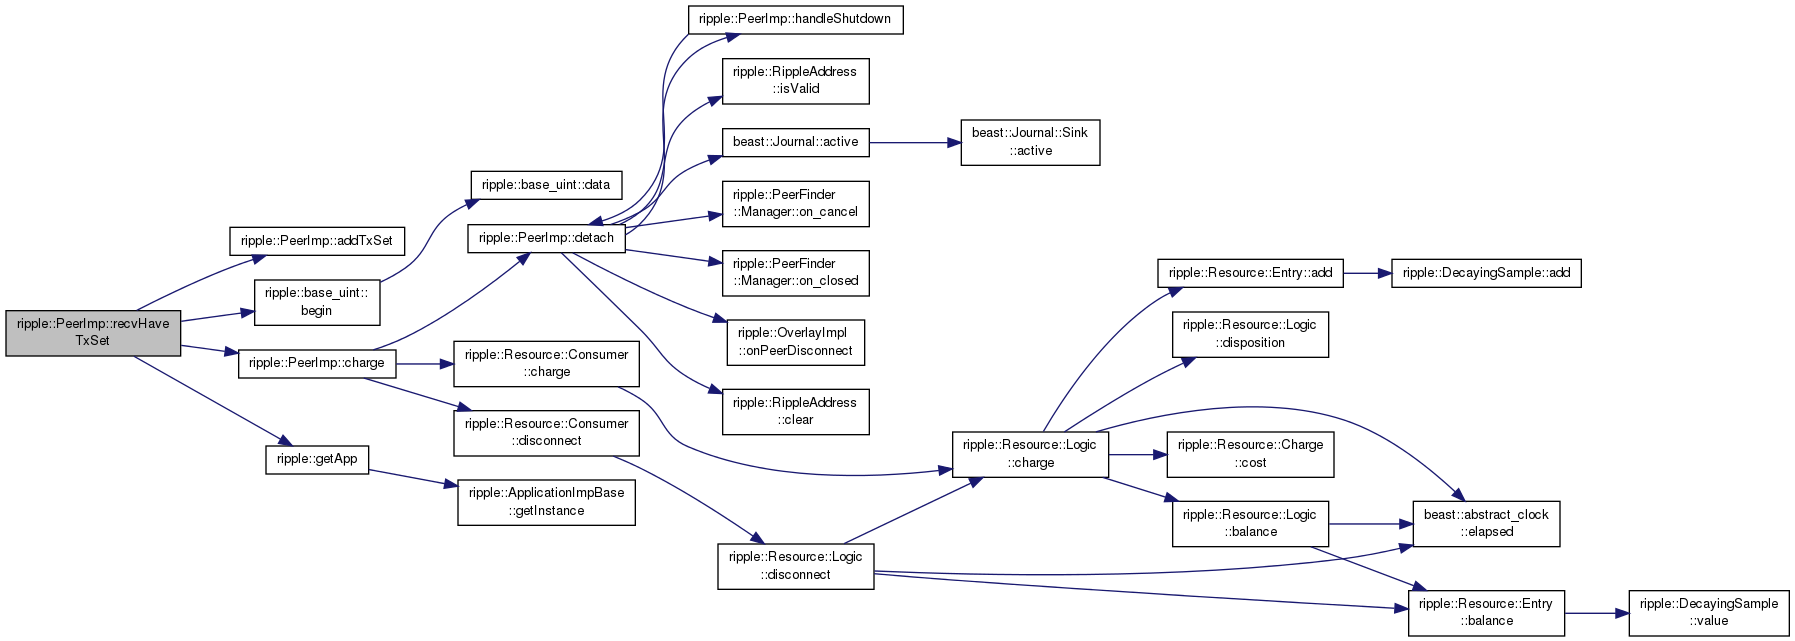 ripple::PeerImp::recvHave
TxSet
ripple::PeerImp::addTxSet
ripple::base_uint::
begin
ripple::PeerImp::charge
ripple::getApp
ripple::base_uint::data
ripple::PeerImp::detach
ripple::Resource::Consumer
::charge
ripple::Resource::Consumer
::disconnect
ripple::ApplicationImpBase
::getInstance
ripple::PeerImp::handleShutdown
ripple::RippleAddress
::isValid
beast::Journal::active
ripple::PeerFinder
::Manager::on_cancel
ripple::PeerFinder
::Manager::on_closed
ripple::OverlayImpl
::onPeerDisconnect
ripple::RippleAddress
::clear
ripple::Resource::Logic
::disconnect
beast::Journal::Sink
::active
ripple::Resource::Logic
::charge
ripple::Resource::Entry::add
ripple::Resource::Logic
::disposition
ripple::Resource::Charge
::cost
ripple::Resource::Logic
::balance
ripple::DecayingSample::add
beast::abstract_clock
::elapsed
ripple::Resource::Entry
::balance
ripple::DecayingSample
::value